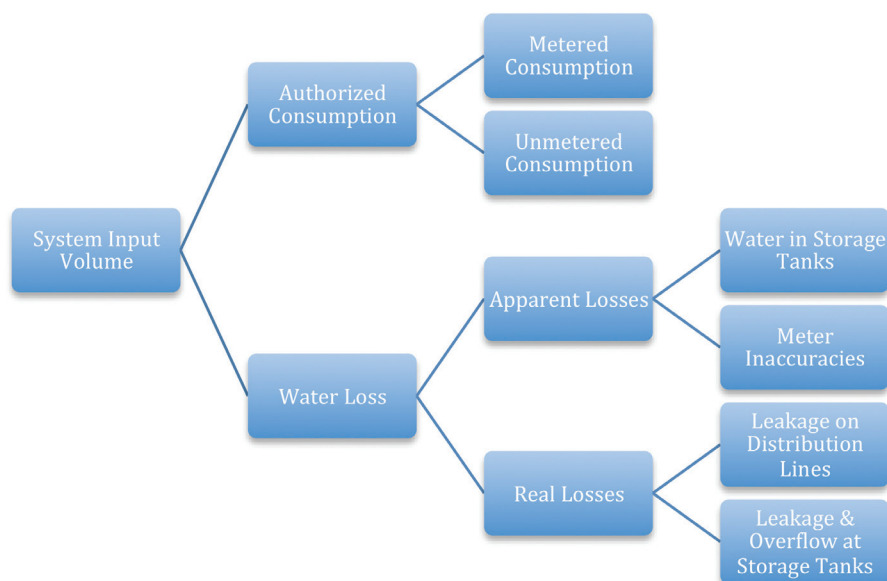 Metered
Consumption
Authorized
Consumption
Unmetered
Consumption
System Input
Volume
Water in Storage
Tanks
Apparent Losses
Meter
Inaccuracies
Water Loss
Leakage on
Distribution
Lines
Real Losses
Leakage &
Overflow at
Storage Tanks